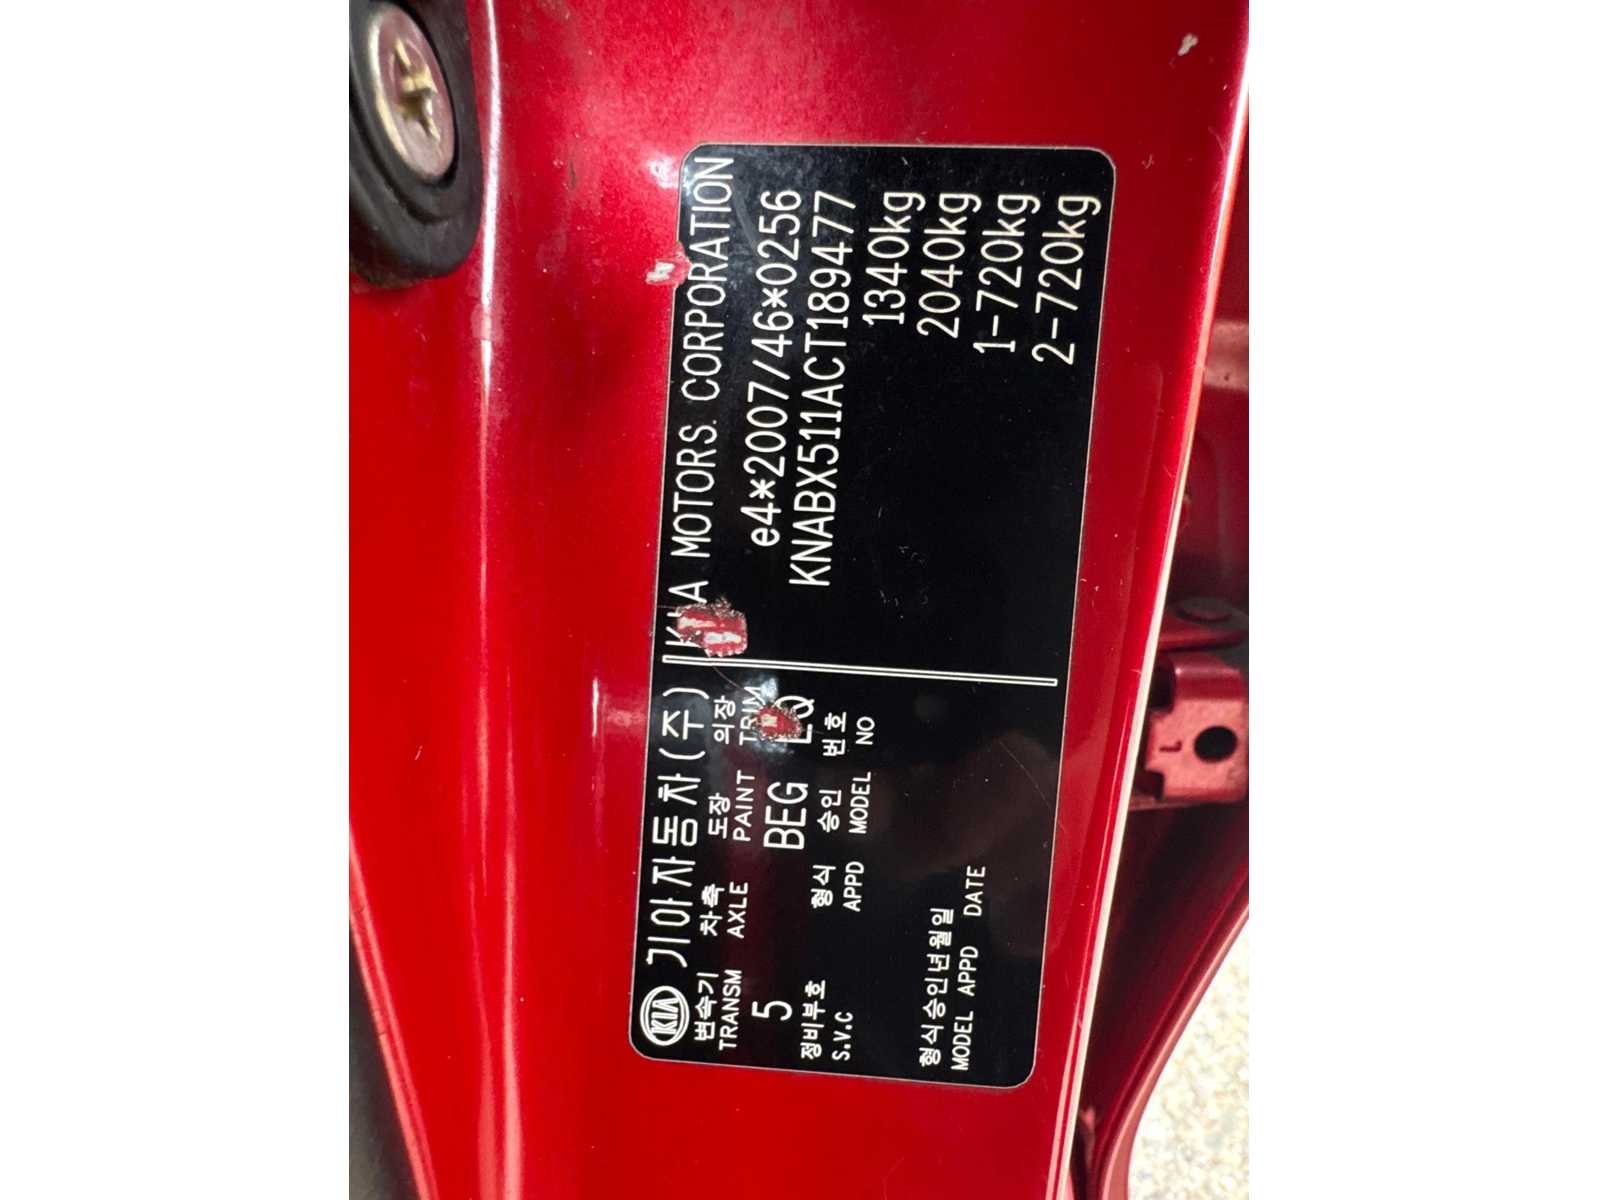 KIA 기아자동차(주) KIA MOTORS. CORPORATION
변속기 차축 도장 의장
TRANSM AXLE PAINT TRIM
5 BEG EQ
정비부호 형식 승인 번호
S.V.C APPD MODEL NO
형식승인년월일
MODEL APPD DATE
e4*2007/46*0256
KNABX511ACT189477
1340kg
2040kg
1-720kg
2-720kg
L